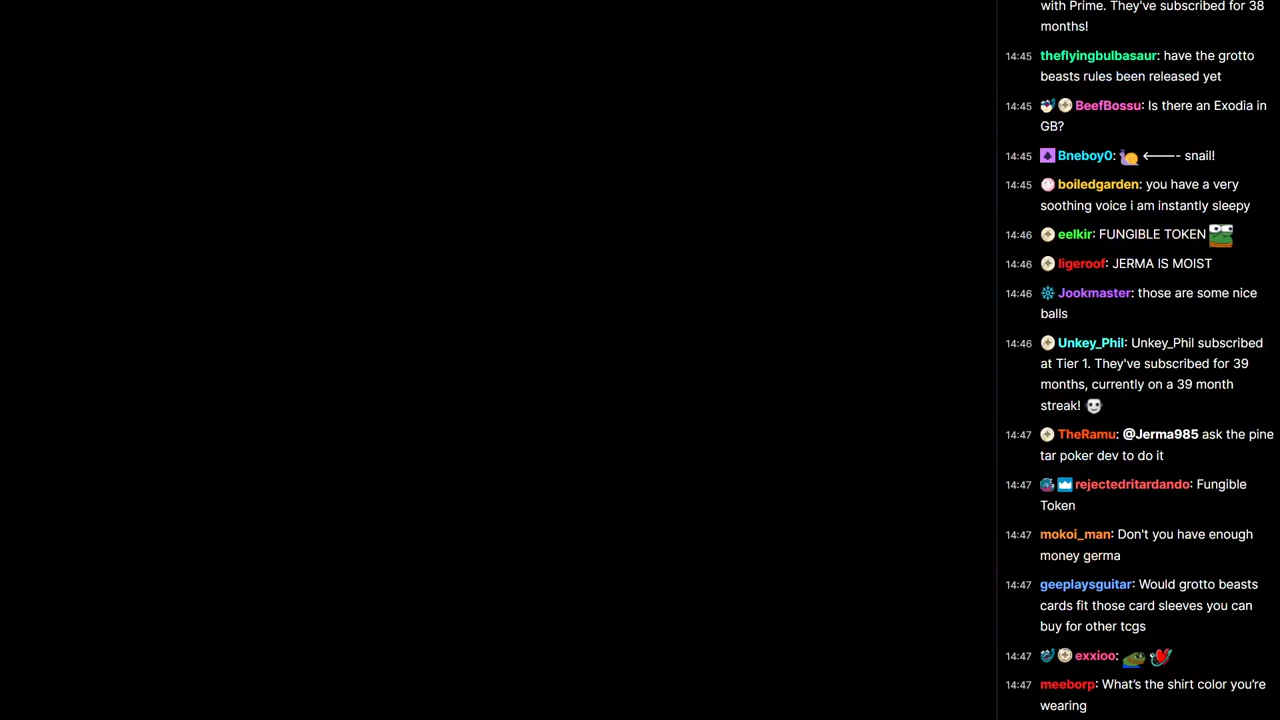 with Prime. They've subscribed for 38
months!
14:45 theflyingbulbasaur: have the grotto
beasts rules been released yet
14:45 BeefBossu: Is there an Exodia in
GB?
14:45 Bneboy0: <---- snail!
14:45 boiledgarden: you have a very
soothing voice i am instantly sleepy
14:46 eelkir: FUNGIBLE TOKEN
14:46 ligeroof: JERMA IS MOIST
14:46 Jookmaster: those are some nice
balls
14:46 Unkey_Phil: Unkey_Phil subscribed
at Tier 1. They've subscribed for 39
months, currently on a 39 month
streak!
14:47 TheRamu: @Jerma985 ask the pine
tar poker dev to do it
14:47 rejectedritardando: Fungible
Token
14:47 mokoi_man: Don't you have enough
money germa
14:47 geeplaysguitar: Would grotto beasts
cards fit those card sleeves you can
buy for other tcgs
14:47 exxioo:
14:47 meeborp: What’s the shirt color you’re
wearing